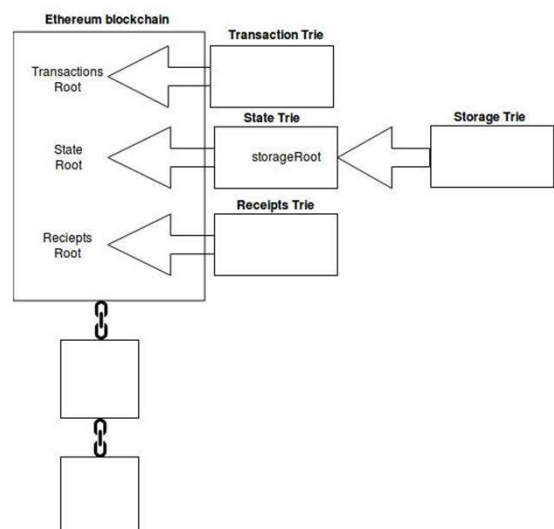 Ethereum blockchain
Transaction Trie
Transactions
Root
State Trie
Storage Trie
State
Root
storageRoot
Receipts Trie
Reciepts
Root